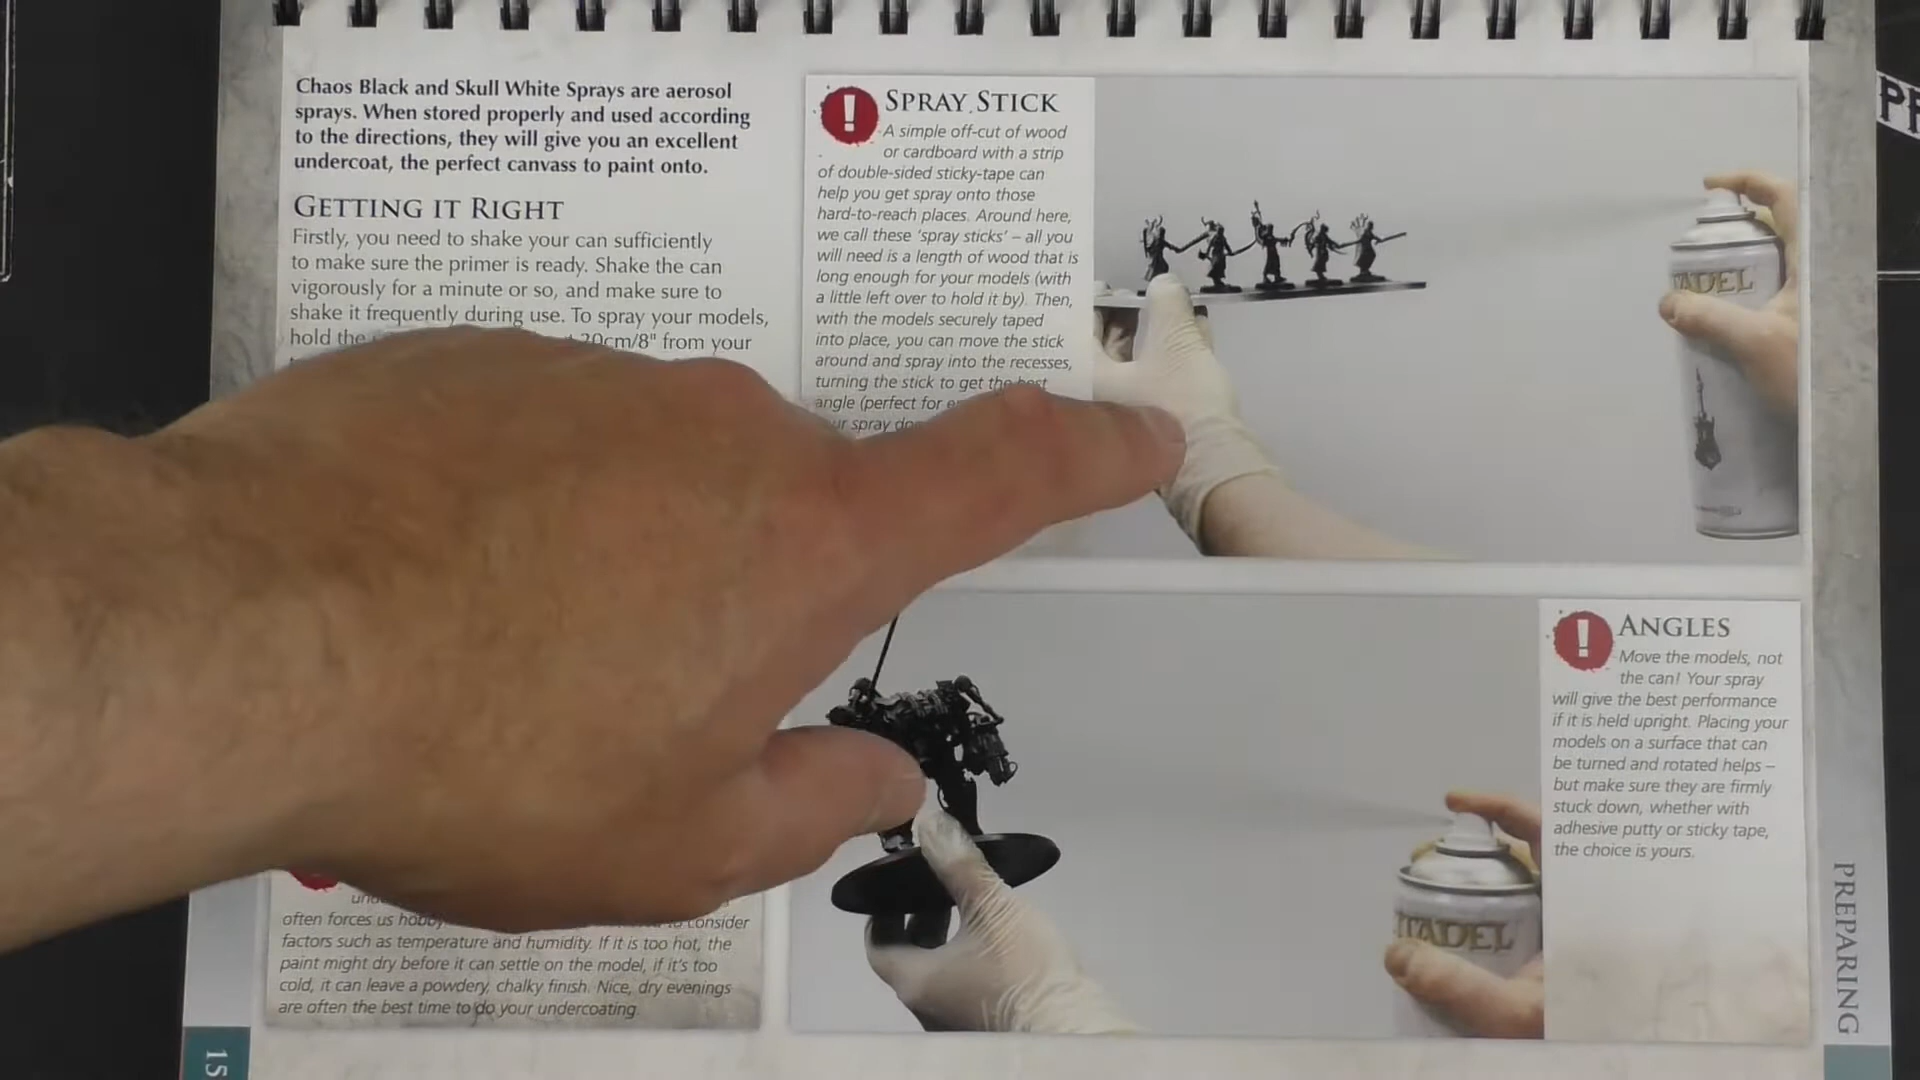 Chaos Black and Skull White Sprays are aerosol
sprays. When stored properly and used according
to the directions, they will give you an excellent
undercoat, the perfect canvass to paint onto.
GETTING IT RIGHT
Firstly, you need to shake your can sufficiently
to make sure the primer is ready. Shake the can
vigorously for a minute or so, and make sure to
shake it frequently during use. To spray your models,
hold the
20cm/8" from your
often forces us
consider
factors such as temperature and humidity. If it is too hot, the
paint might dry before it can settle on the model, if it's too
cold, it can leave a powdery, chalky finish. Nice, dry evenings
are often the best time to do your undercoating.
15
!
SPRAY STICK
A simple off-cut of wood
or cardboard with a strip
of double-sided sticky-tape can
help you get spray onto those
hard-to-reach places. Around here,
we call these 'spray sticks' – all you
will need is a length of wood that is
long enough for your models (with
a little left over to hold it by). Then,
with the models securely taped
into place, you can move the stick
around and spray into the recesses,
turning the stick to get the best
angle (perfect for
spray
TADEL
!
ANGLES
Move the models, not
the can! Your spray
will give the best performance
if it is held upright. Placing your
models on a surface that can
be turned and rotated helps –
but make sure they are firmly
stuck down, whether with
adhesive putty or sticky tape,
the choice is yours.
ITADEL
PREPARING